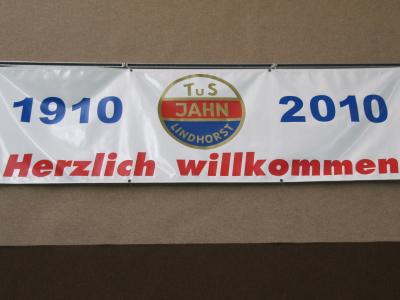 1910
TuS
JAHN
LINDHORST
2010
Herzlich willkommen